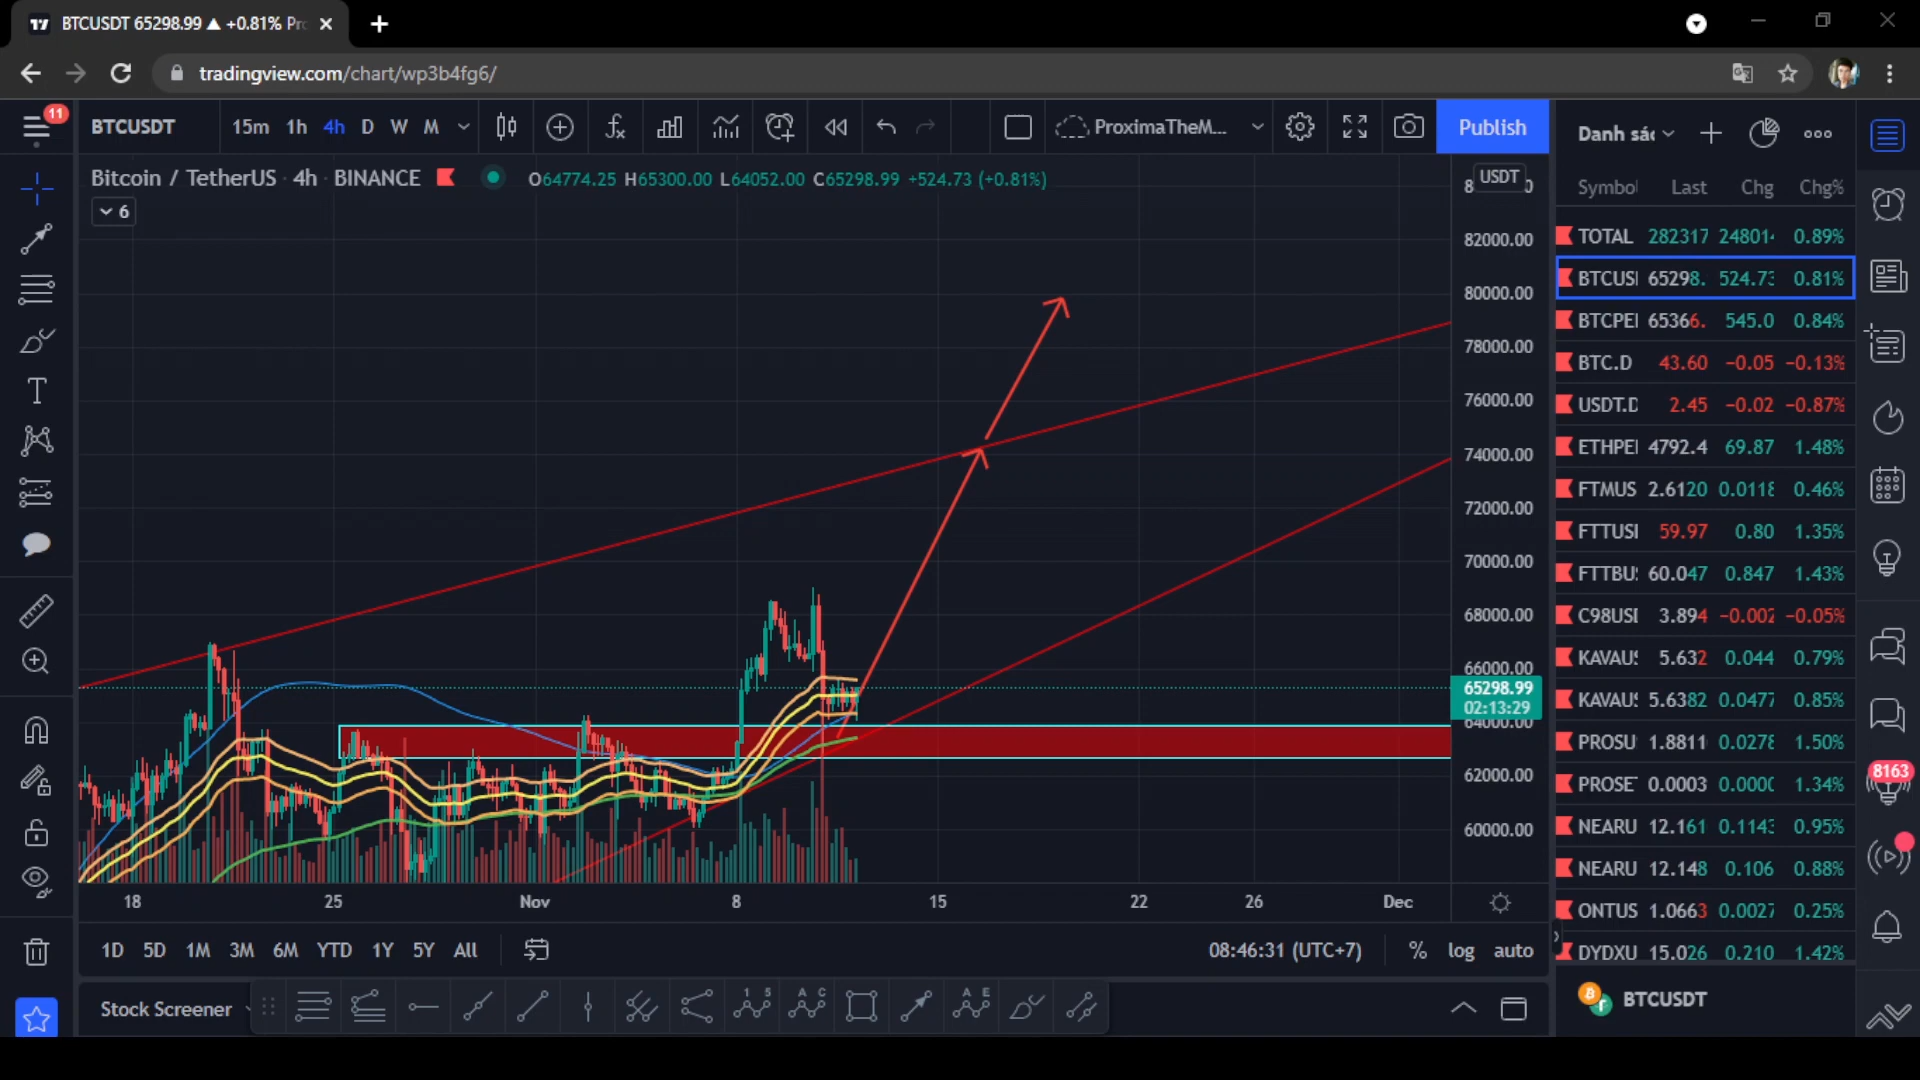 BTCUSDT 65298.99 ▲ +0.81% Pr
tradingview.com/chart/wp3b4fg6/
11
BTCUSDT 15m 1h 4h D W M ProximaTheM... Publish
Danh sác
Bitcoin / TetherUS 4h BINANCE O64774.25 H65300.00 L64052.00 C65298.99 +524.73 (+0.81%)
6
USDT
Symbol Last Chg Chg%
TOTAL 282317 24801 0.89%
BTCUS 65298. 524.73 0.81%
BTCPE 65366. 545.0 0.84%
BTC.D 43.60 −0.05 −0.13%
USDT.D 2.45 −0.02 −0.87%
ETHPE 4792.4 69.87 1.48%
FTMUS 2.6120 0.0118 0.46%
FTTUS 59.97 0.80 1.35%
FTTBU 60.047 0.847 1.43%
C98US 3.894 −0.002 −0.05%
KAVAU 5.632 0.044 0.79%
KAVAU 5.6382 0.0477 0.85%
PROSU 1.8811 0.0278 1.50%
PROSE 0.0003 0.0000 1.34%
NEARU 12.161 0.1143 0.95%
NEARU 12.148 0.106 0.88%
ONTUS 1.0663 0.0027 0.25%
DYDXU 15.026 0.210 1.42%
82000.00
80000.00
78000.00
76000.00
74000.00
72000.00
70000.00
68000.00
66000.00
65298.99
02:13:29
64000.00
62000.00
60000.00
8163
18 25 Nov 8 15 22 26 Dec
1D 5D 1M 3M 6M YTD 1Y 5Y All 08:46:31 (UTC+7) % log auto
Stock Screener
1 5
A C
A E
BTCUSDT